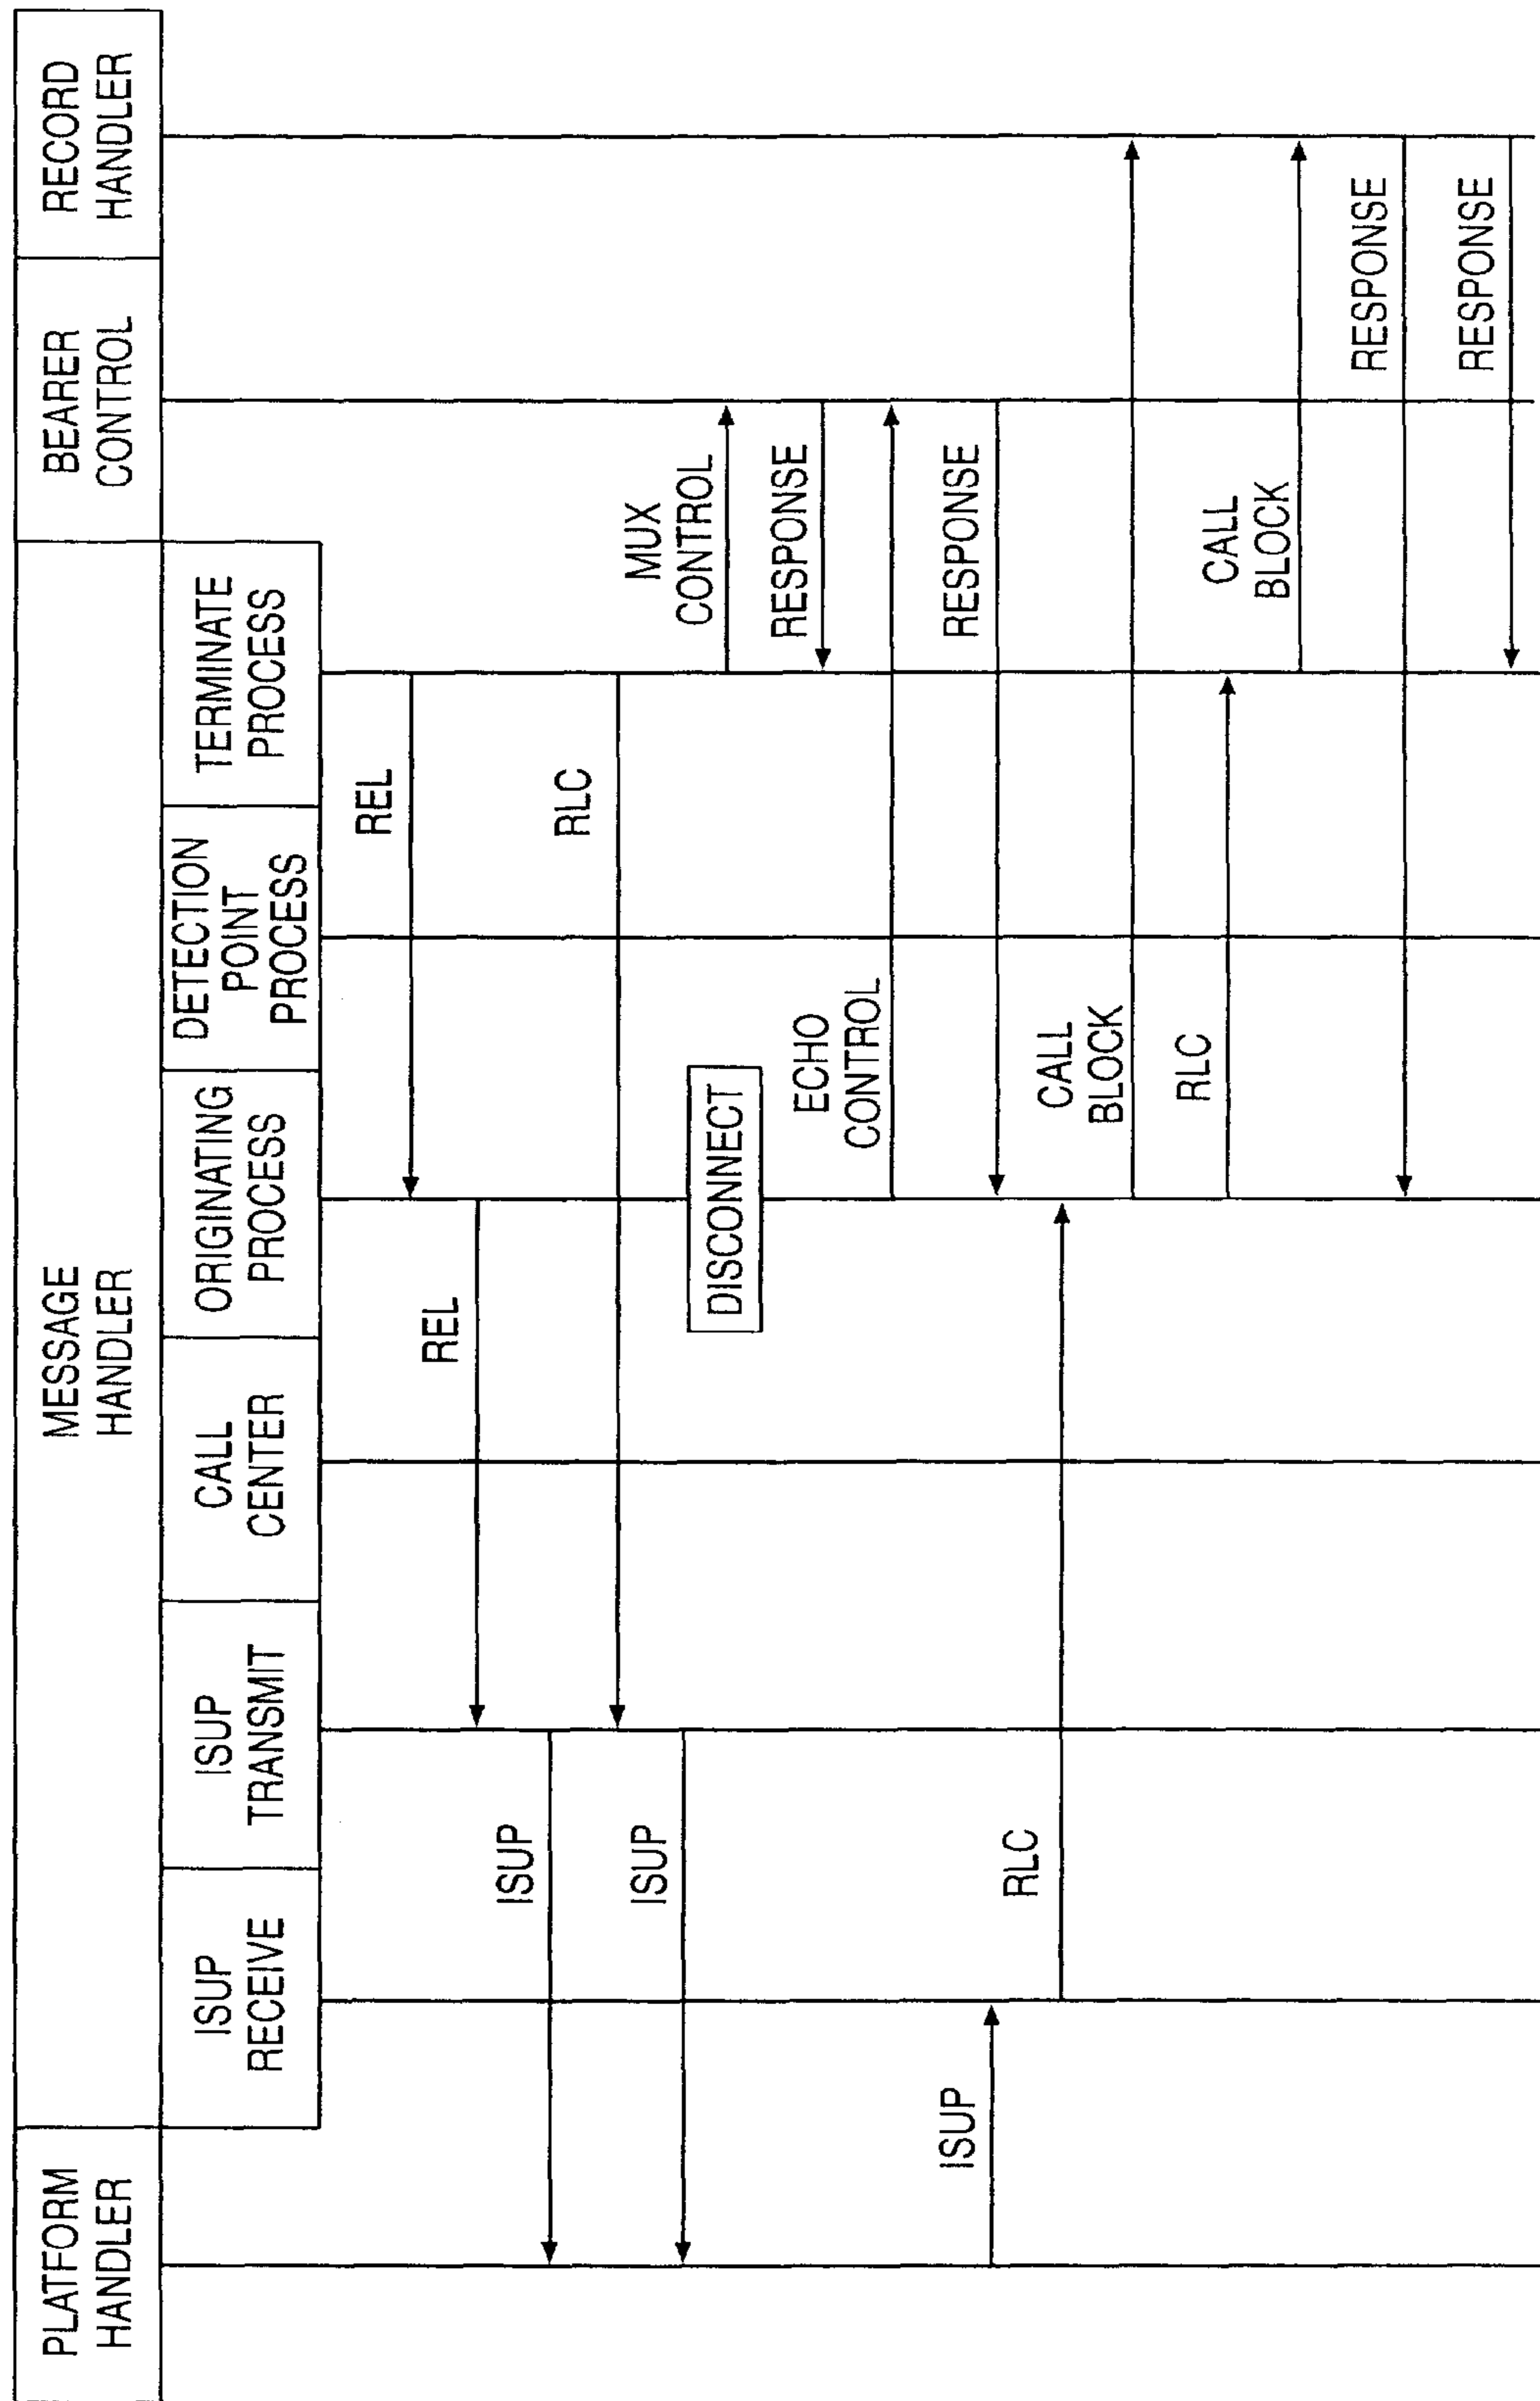 PLATFORM
HANDLER
MESSAGE
HANDLER
BEARER
CONTROL
RECORD
HANDLER
ISUP
RECEIVE
ISUP
TRANSMIT
CALL
CENTER
ORIGINATING
PROCESS
DETECTION
POINT
PROCESS
TERMINATE
PROCESS
REL
REL
ISUP
RLC
ISUP
DISCONNECT
MUX
CONTROL
RESPONSE
ECHO
CONTROL
ISUP
RESPONSE
RLC
CALL
BLOCK
RLC
CALL
BLOCK
RESPONSE
RESPONSE